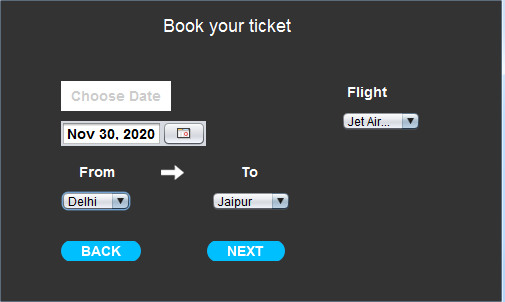 Book your ticket
Choose Date
Flight
Nov 30, 2020
Jet Air...
From
To
Delhi
Jaipur
BACK
NEXT